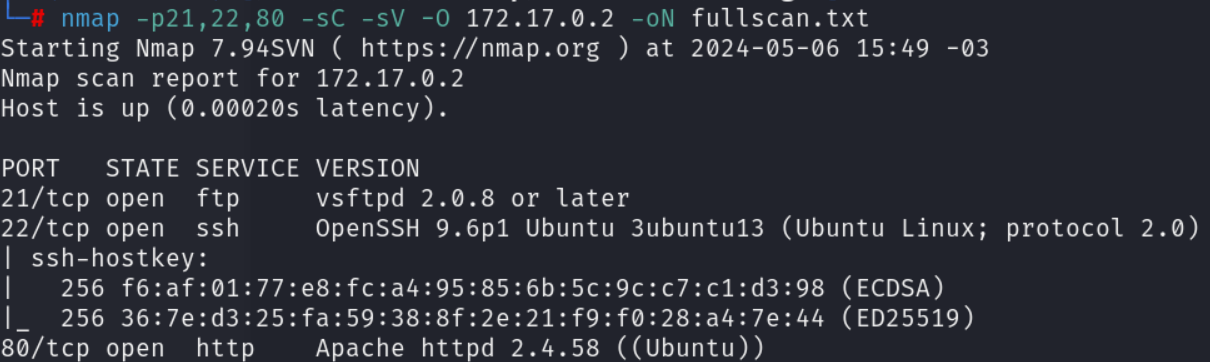 └─# nmap -p21,22,80 -sC -sV -O 172.17.0.2 -oN fullscan.txt
Starting Nmap 7.94SVN ( https://nmap.org ) at 2024-05-06 15:49 -03
Nmap scan report for 172.17.0.2
Host is up (0.00020s latency).
PORT   STATE SERVICE VERSION
21/tcp open  ftp     vsftpd 2.0.8 or later
22/tcp open  ssh     OpenSSH 9.6p1 Ubuntu 3ubuntu13 (Ubuntu Linux; protocol 2.0)
| ssh-hostkey:
|   256 f6:af:01:77:e8:fc:a4:95:85:6b:5c:9c:c7:c1:d3:98 (ECDSA)
|_  256 36:7e:d3:25:fa:59:38:8f:2e:21:f9:f0:28:a4:7e:44 (ED25519)
80/tcp open  http    Apache httpd 2.4.58 ((Ubuntu))